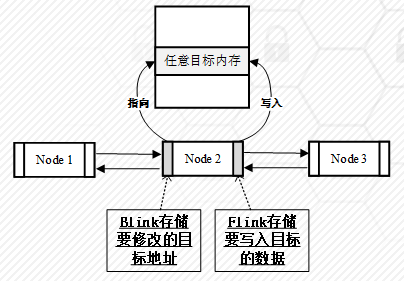 任意目标内存
指向
写入
Node 1
Node 2
Node 3
Blink存储
要修改的目
标地址
Flink存储
要写入目标
的数据